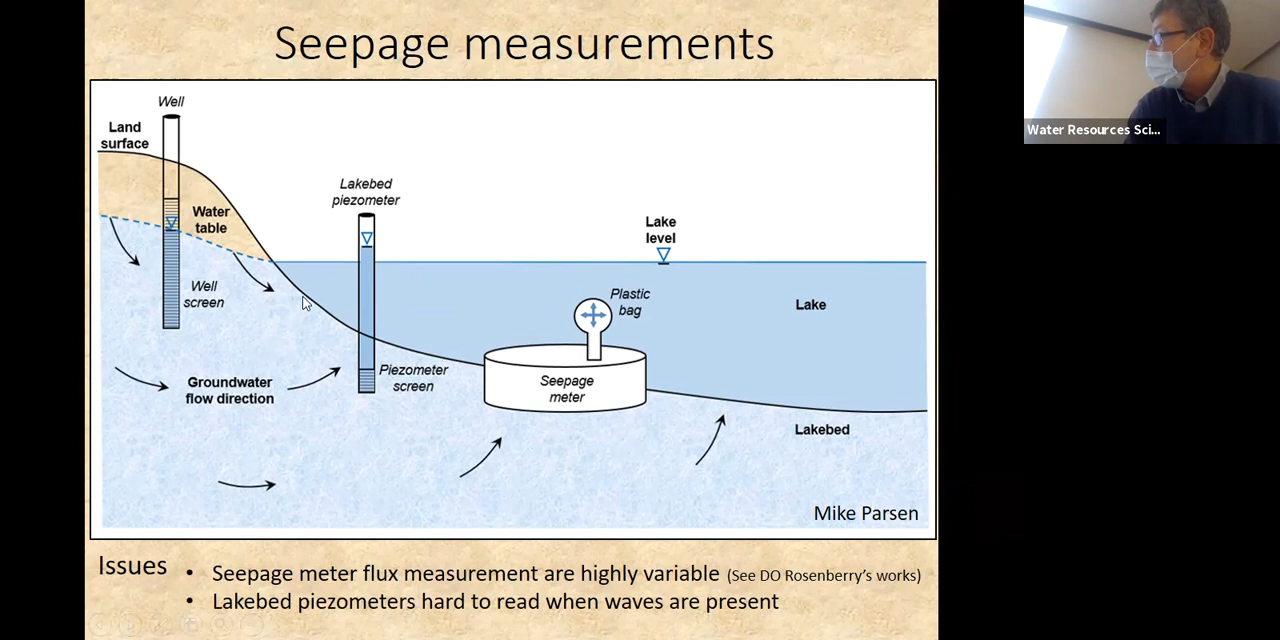 Seepage measurements
Well
Land
surface
Water
table
Well
screen
Lakebed
piezometer
Lake
level
Plastic
bag
Lake
Piezometer
screen
Seepage
meter
Groundwater
flow direction
Lakebed
Mike Parsen
Issues
• Seepage meter flux measurement are highly variable (See DO Rosenberry's works)
• Lakebed piezometers hard to read when waves are present
Water Resources Sci...